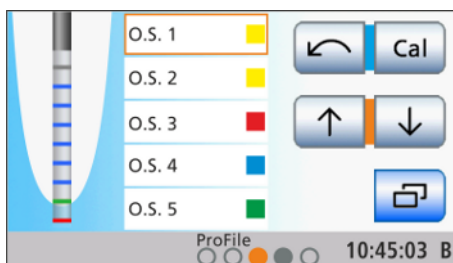 O.S. 1
O.S. 2
O.S. 3
O.S. 4
O.S. 5
Cal
ProFile
10:45:03 B